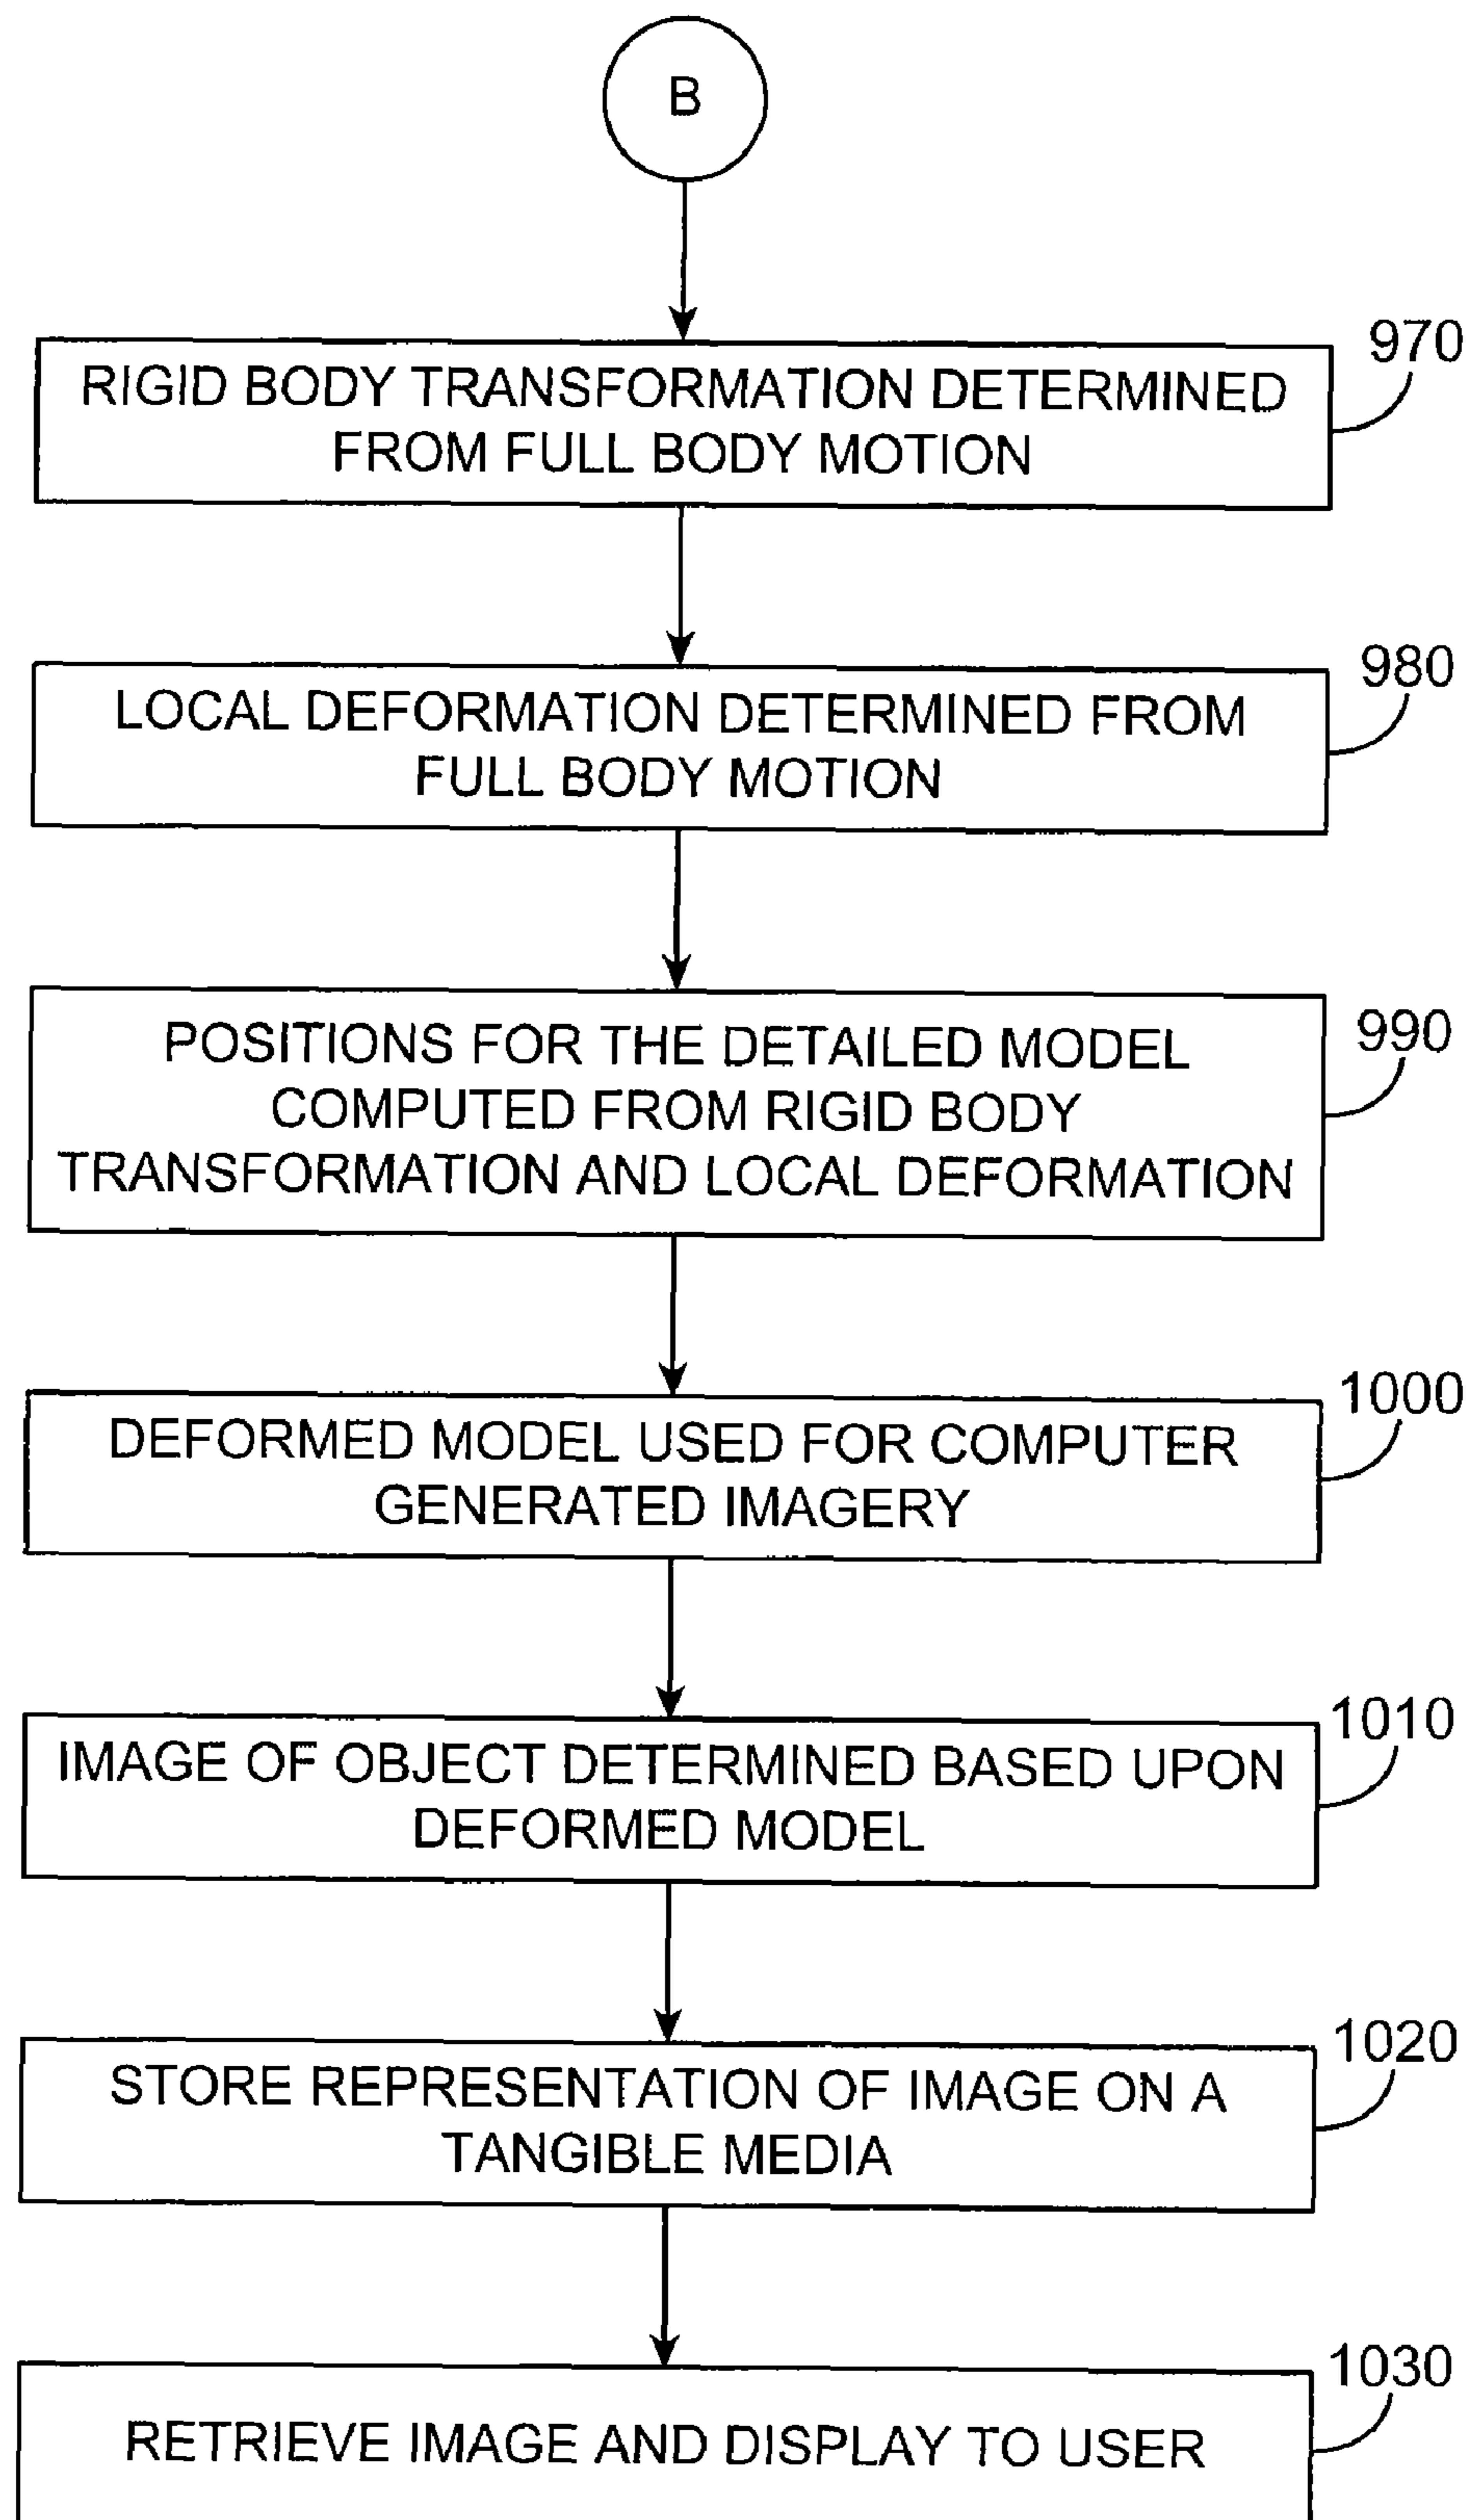 B
970
RIGID BODY TRANSFORMATION DETERMINED
FROM FULL BODY MOTION
980
LOCAL DEFORMATION DETERMINED FROM
FULL BODY MOTION
990
POSITIONS FOR THE DETAILED MODEL
COMPUTED FROM RIGID BODY
TRANSFORMATION AND LOCAL DEFORMATION
1000
DEFORMED MODEL USED FOR COMPUTER
GENERATED IMAGERY
1010
IMAGE OF OBJECT DETERMINED BASED UPON
DEFORMED MODEL
1020
STORE REPRESENTATION OF IMAGE ON A
TANGIBLE MEDIA
1030
RETRIEVE IMAGE AND DISPLAY TO USER